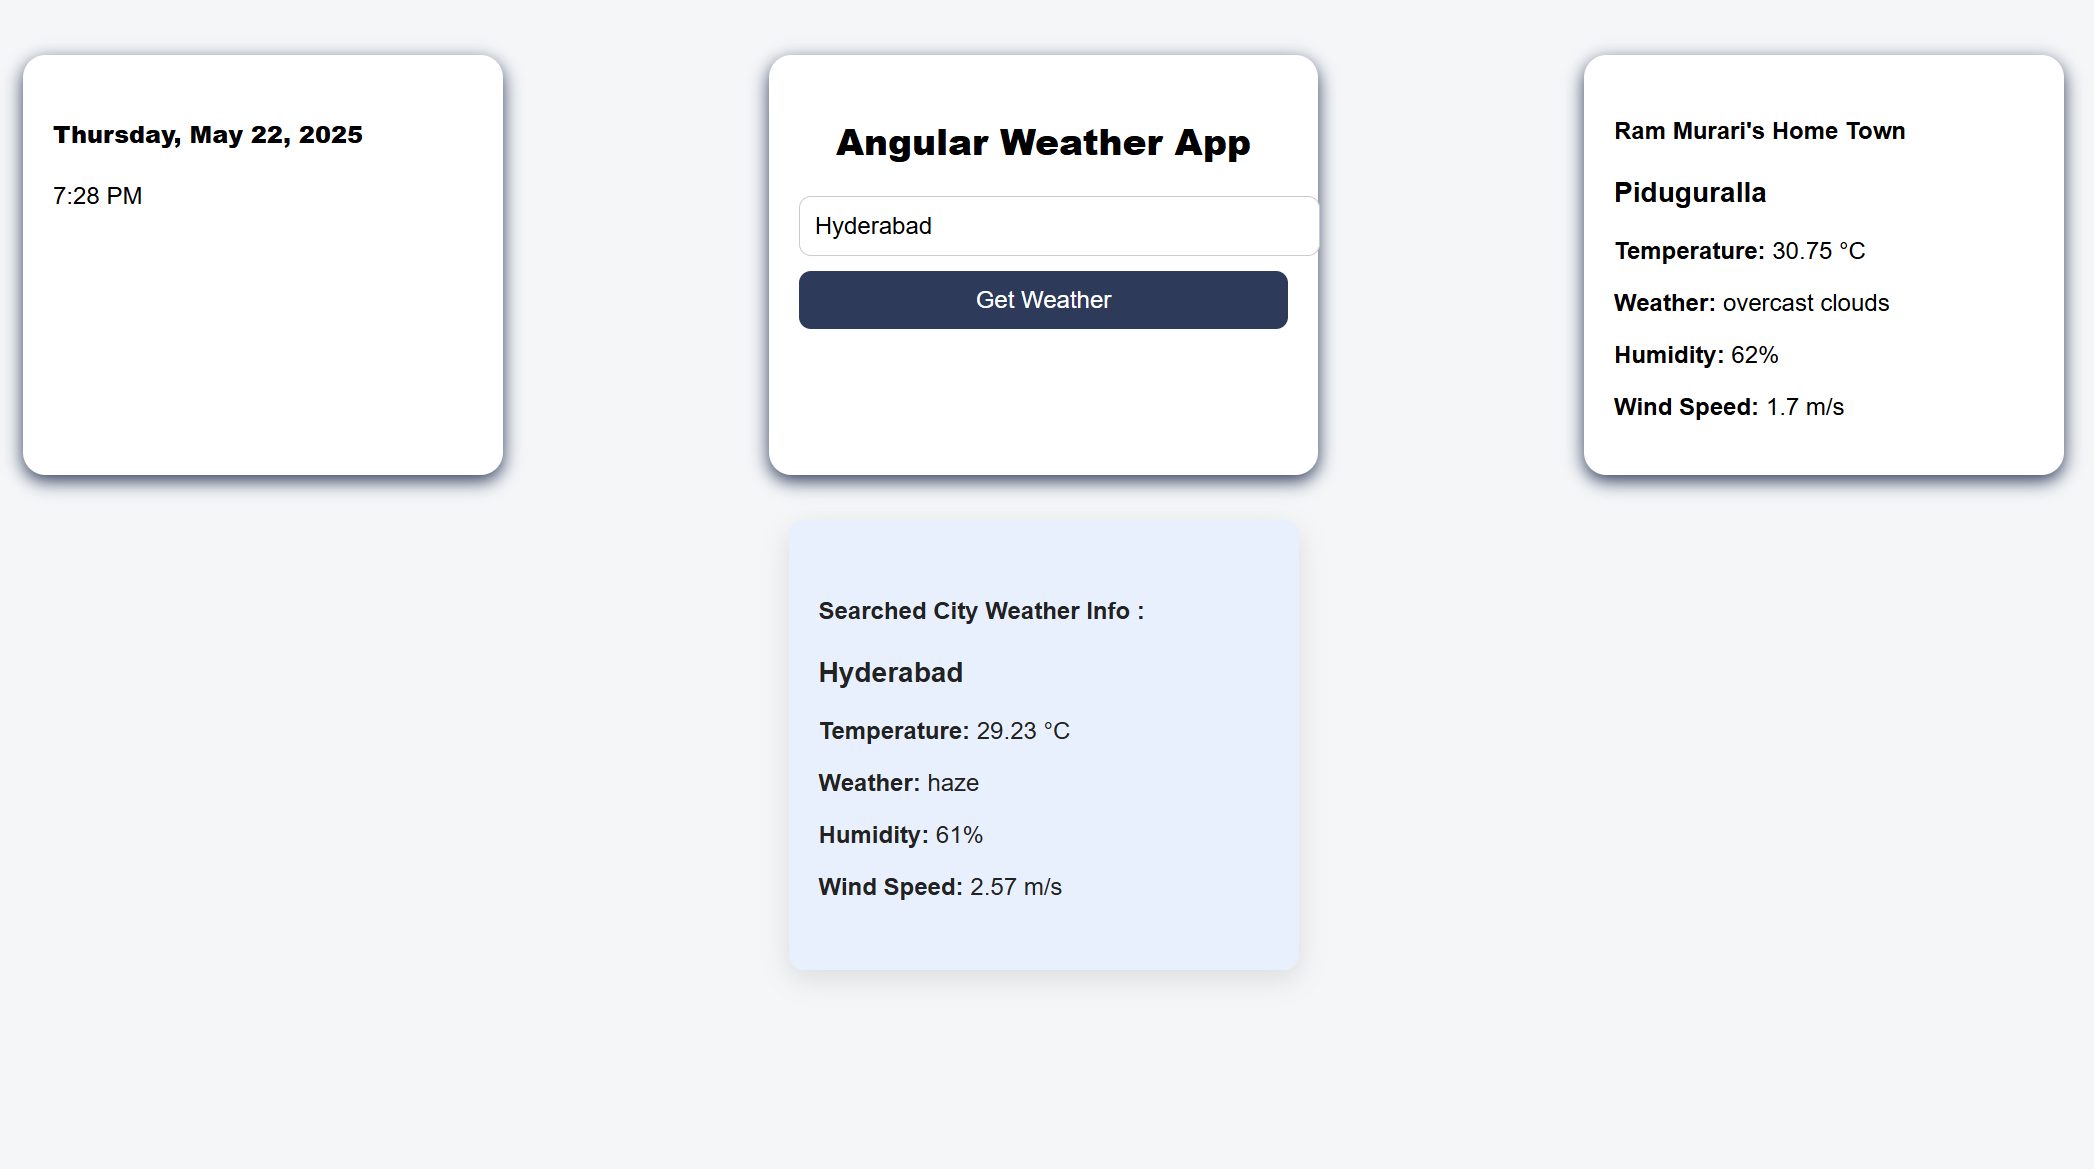 Thursday, May 22, 2025
7:28 PM
Angular Weather App
Hyderabad
Get Weather
Ram Murari's Home Town
Piduguralla
Temperature: 30.75 °C
Weather: overcast clouds
Humidity: 62%
Wind Speed: 1.7 m/s
Searched City Weather Info :
Hyderabad
Temperature: 29.23 °C
Weather: haze
Humidity: 61%
Wind Speed: 2.57 m/s